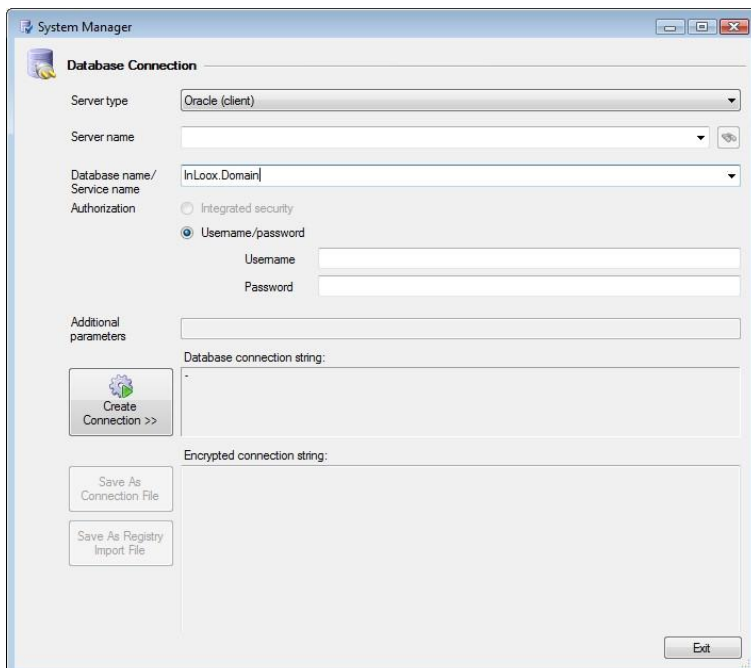 System Manager
Database Connection
Server type
Oracle (client)
Server name
Database name/
Service name
InLoox.Domain
Authorization
Integrated security
Username/password
Username
Password
Additional
parameters
Database connection string:
-
Create
Connection >>
Encrypted connection string:
Save As
Connection File
Save As Registry
Import File
Exit